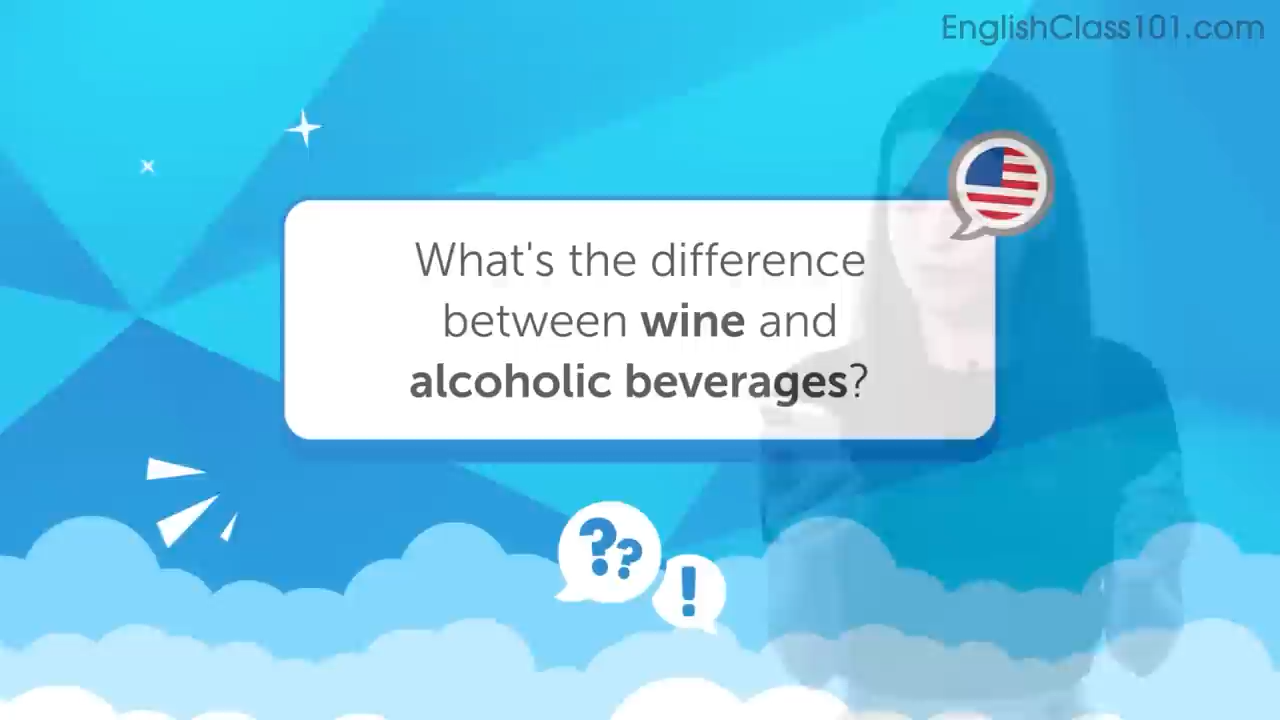 EnglishClass101.com
What's the difference
between wine and
alcoholic beverages?
??
!